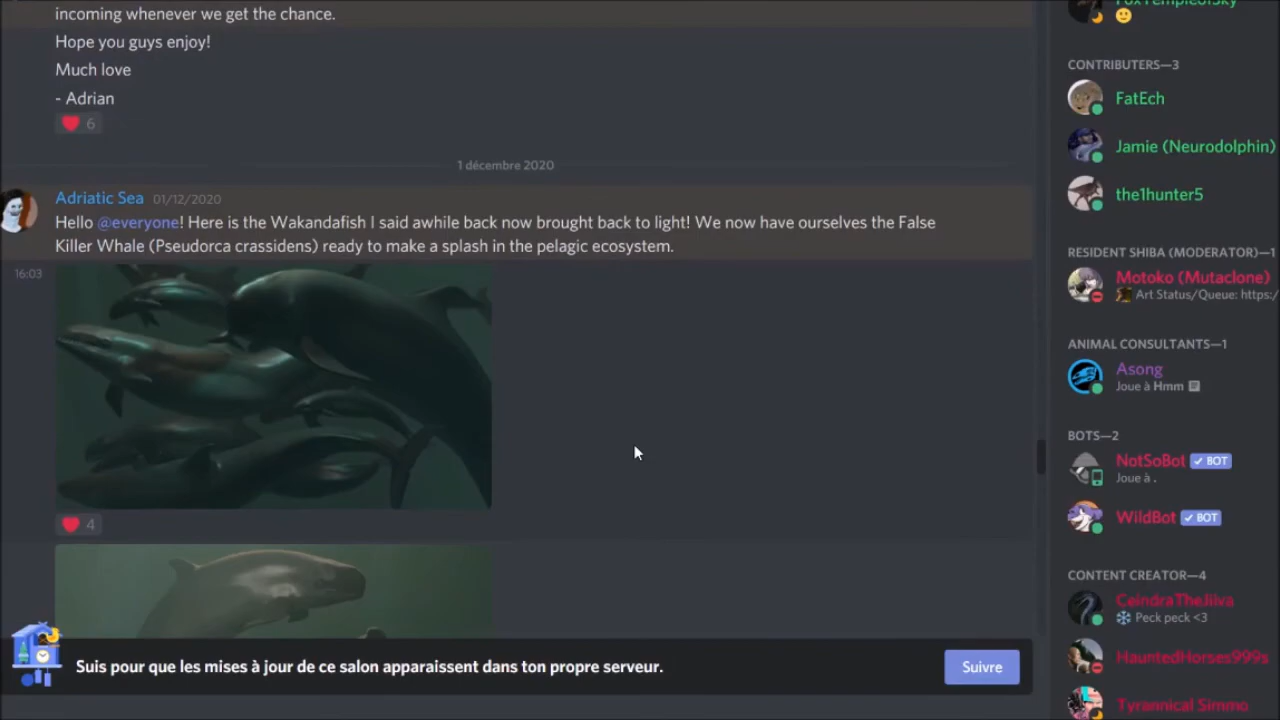 incoming whenever we get the chance.
Hope you guys enjoy!
Much love
- Adrian
6
1 décembre 2020
Adriatic Sea 01/12/2020
Hello @everyone! Here is the Wakandafish I said awhile back now brought back to light! We now have ourselves the False
Killer Whale (Pseudorca crassidens) ready to make a splash in the pelagic ecosystem.
16:03
4
Suis pour que les mises à jour de ce salon apparaissent dans ton propre serveur.
Suivre
FoxTempleofSky
CONTRIBUTERS—3
FatEch
Jamie (Neurodolphin)
the1hunter5
RESIDENT SHIBA (MODERATOR)—1
Motoko (Mutaclone)
Art Status/Queue: https:/
ANIMAL CONSULTANTS—1
Asong
Joue à Hmm
BOTS—2
NotSoBot BOT
Joue à .
WildBot BOT
CONTENT CREATOR—4
CeindraTheJiiva
Peck peck <3
HauntedHorses999s
Tyrannical Simmo